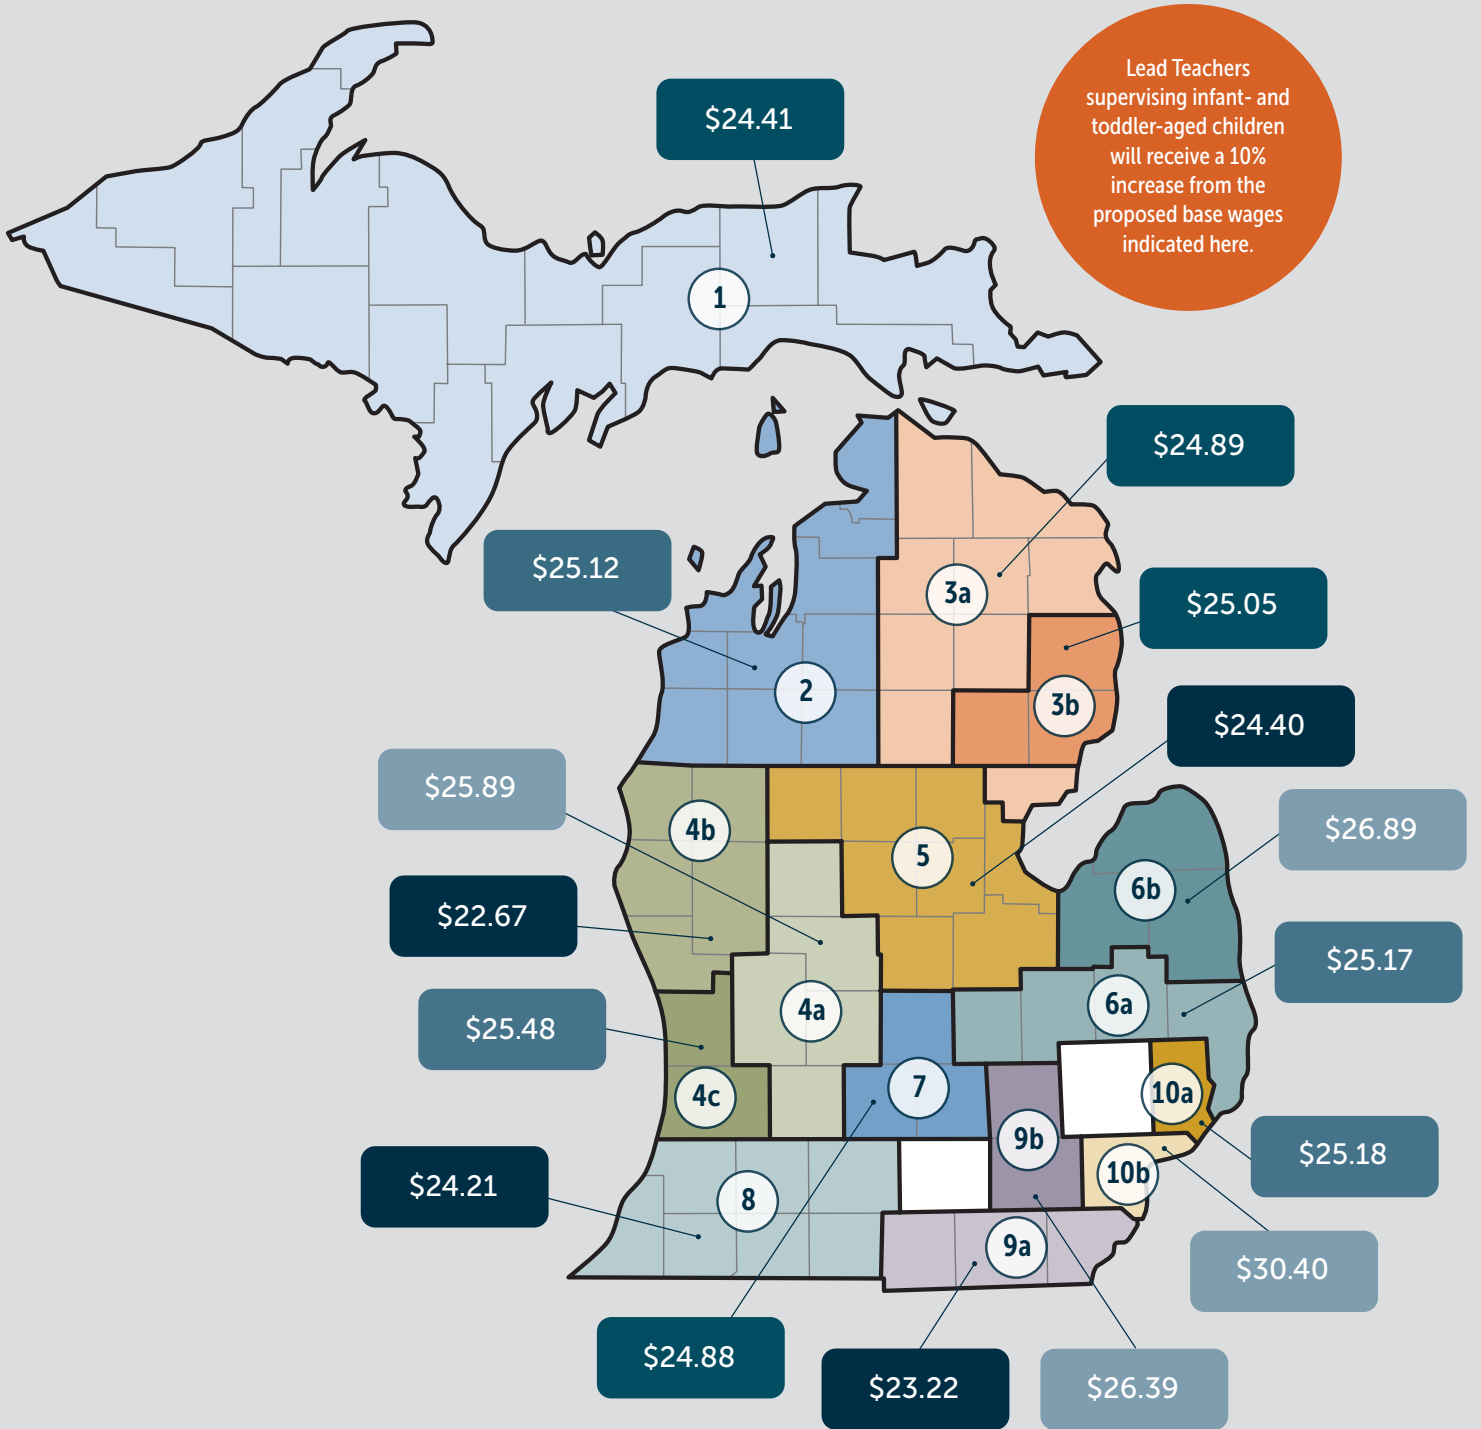 Lead Teachers
supervising infant- and
toddler-aged children
will receive a 10%
increase from the
proposed base wages
indicated here.
$24.41
1
$24.89
$25.12
3a
$25.05
2
3b
$24.40
$25.89
4b
5
$26.89
6b
$22.67
$25.17
4a
6a
$25.48
4c
7
10a
9b
$25.18
10b
$24.21
8
9a
$30.40
$24.88
$23.22
$26.39